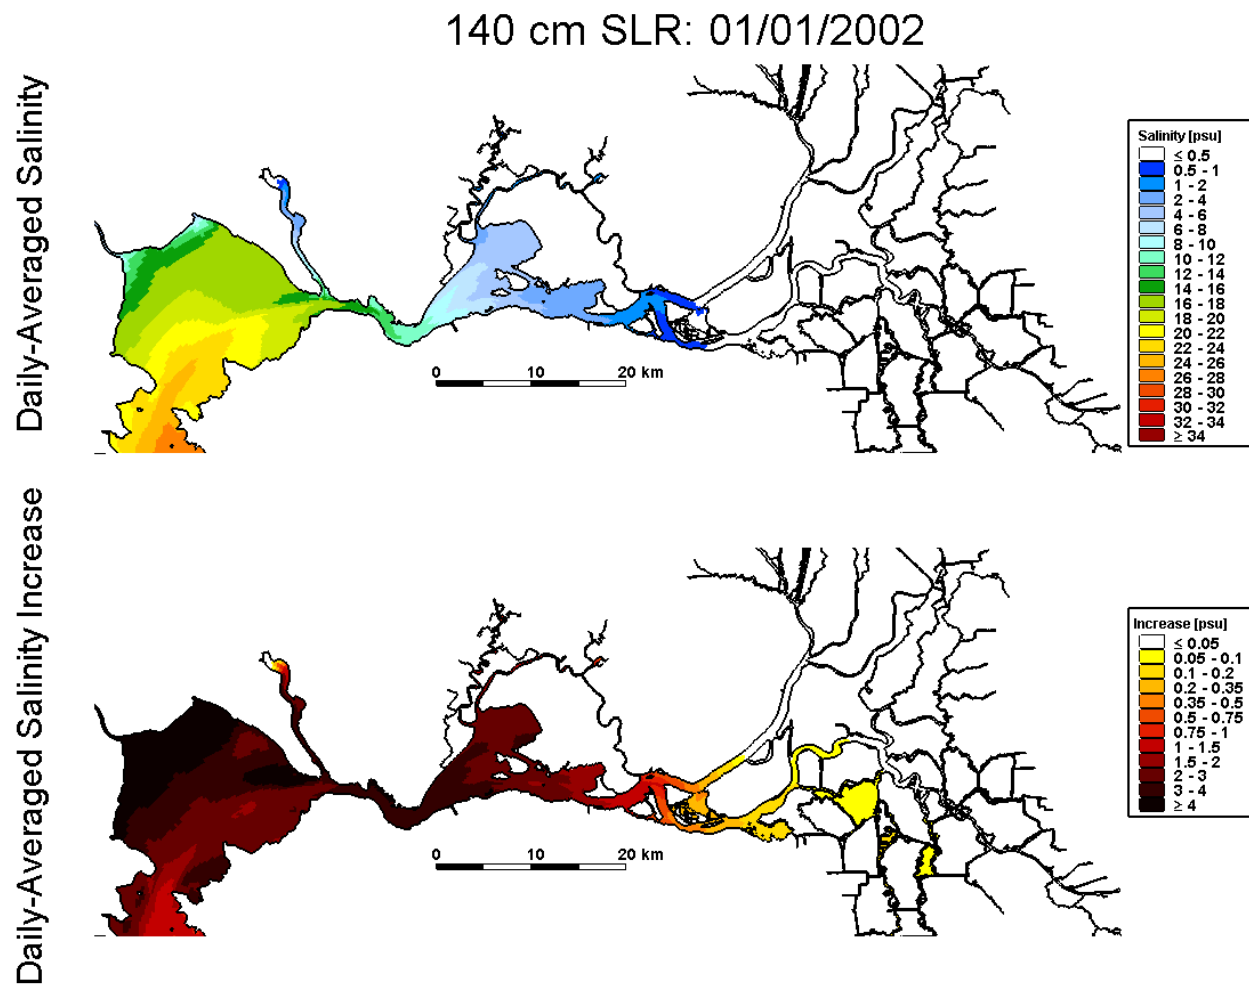 140 cm SLR: 01/01/2002
Daily-Averaged Salinity
Salinity [psu]
≤ 0.5
0.5 - 1
1 - 2
2 - 4
4 - 6
6 - 8
8 - 10
10 - 12
12 - 14
14 - 16
16 - 18
18 - 20
20 - 22
22 - 24
24 - 26
26 - 28
28 - 30
30 - 32
32 - 34
≥ 34
0 10 20 km
Daily-Averaged Salinity Increase
Increase [psu]
≤ 0.05
0.05 - 0.1
0.1 - 0.2
0.2 - 0.35
0.35 - 0.5
0.5 - 0.75
0.75 - 1
1 - 1.5
1.5 - 2
2 - 3
3 - 4
≥ 4
0 10 20 km